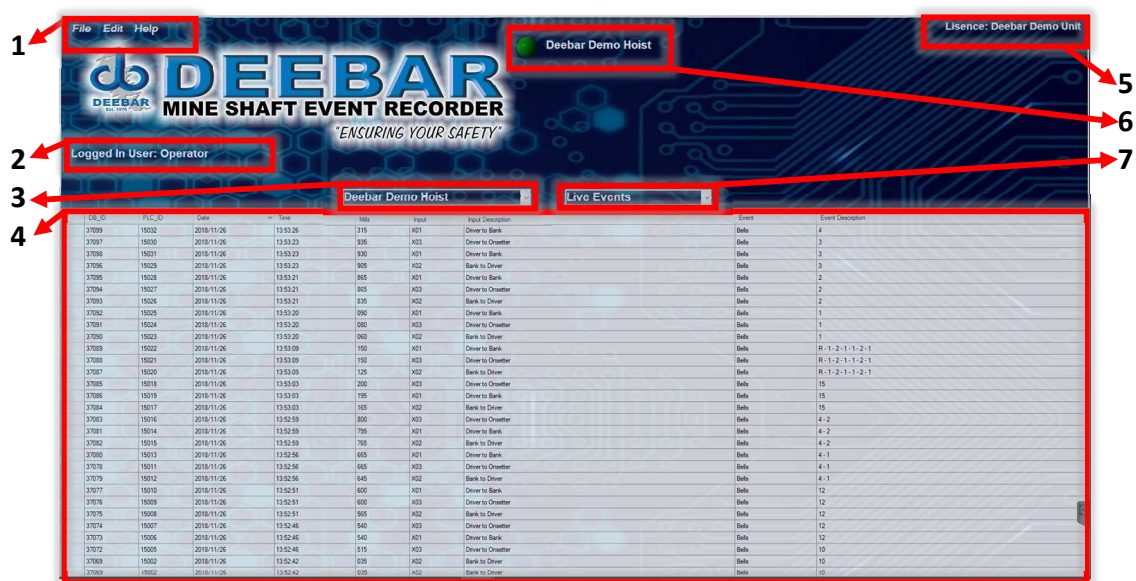 1
File Edit Help
Deebar Demo Hoist
Lisence: Deebar Demo Unit
5
db
DEEBAR
Est. 1976
DEEBAR
MINE SHAFT EVENT RECORDER
"ENSURING YOUR SAFETY"
6
2
Logged In User: Operator
7
3
Deebar Demo Hoist
Live Events
4
DB_ID PLC_ID Date Time Mills Input Input Description Event Event Description
37099 15032 2018/11/26 13:53:26 315 X01 Driver to Bank Bells 4
37097 15030 2018/11/26 13:53:23 935 X03 Driver to Onsetter Bells 3
37098 15031 2018/11/26 13:53:23 930 X01 Driver to Bank Bells 3
37096 15029 2018/11/26 13:53:23 905 X02 Bank to Driver Bells 3
37095 15028 2018/11/26 13:53:21 865 X01 Driver to Bank Bells 2
37094 15027 2018/11/26 13:53:21 865 X03 Driver to Onsetter Bells 2
37093 15026 2018/11/26 13:53:21 835 X02 Bank to Driver Bells 2
37092 15025 2018/11/26 13:53:20 090 X01 Driver to Bank Bells 1
37091 15024 2018/11/26 13:53:20 080 X03 Driver to Onsetter Bells 1
37090 15023 2018/11/26 13:53:20 060 X02 Bank to Driver Bells 1
37089 15022 2018/11/26 13:53:09 150 X01 Driver to Bank Bells R - 1 - 2 - 1 - 1 - 2 - 1
37088 15021 2018/11/26 13:53:09 150 X03 Driver to Onsetter Bells R - 1 - 2 - 1 - 1 - 2 - 1
37087 15020 2018/11/26 13:53:09 125 X02 Bank to Driver Bells R - 1 - 2 - 1 - 1 - 2 - 1
37085 15018 2018/11/26 13:53:03 200 X03 Driver to Onsetter Bells 15
37086 15019 2018/11/26 13:53:03 195 X01 Driver to Bank Bells 15
37084 15017 2018/11/26 13:53:03 165 X02 Bank to Driver Bells 15
37083 15016 2018/11/26 13:52:59 800 X03 Driver to Onsetter Bells 4 - 2
37081 15014 2018/11/26 13:52:59 795 X01 Driver to Bank Bells 4 - 2
37082 15015 2018/11/26 13:52:59 765 X02 Bank to Driver Bells 4 - 2
37080 15013 2018/11/26 13:52:56 665 X01 Driver to Bank Bells 4 - 1
37078 15011 2018/11/26 13:52:56 665 X03 Driver to Onsetter Bells 4 - 1
37079 15012 2018/11/26 13:52:56 645 X02 Bank to Driver Bells 4 - 1
37077 15010 2018/11/26 13:52:51 600 X01 Driver to Bank Bells 12
37076 15009 2018/11/26 13:52:51 600 X03 Driver to Onsetter Bells 12
37075 15008 2018/11/26 13:52:51 565 X02 Bank to Driver Bells 12
37074 15007 2018/11/26 13:52:46 540 X03 Driver to Onsetter Bells 12
37073 15006 2018/11/26 13:52:46 540 X01 Driver to Bank Bells 12
37072 15005 2018/11/26 13:52:46 515 X03 Driver to Onsetter Bells 10
37069 15002 2018/11/26 13:52:42 035 X02 Bank to Driver Bells 10
37069 15002 2018/11/26 13:52:42 035 X02 Bank to Driver Bells 10